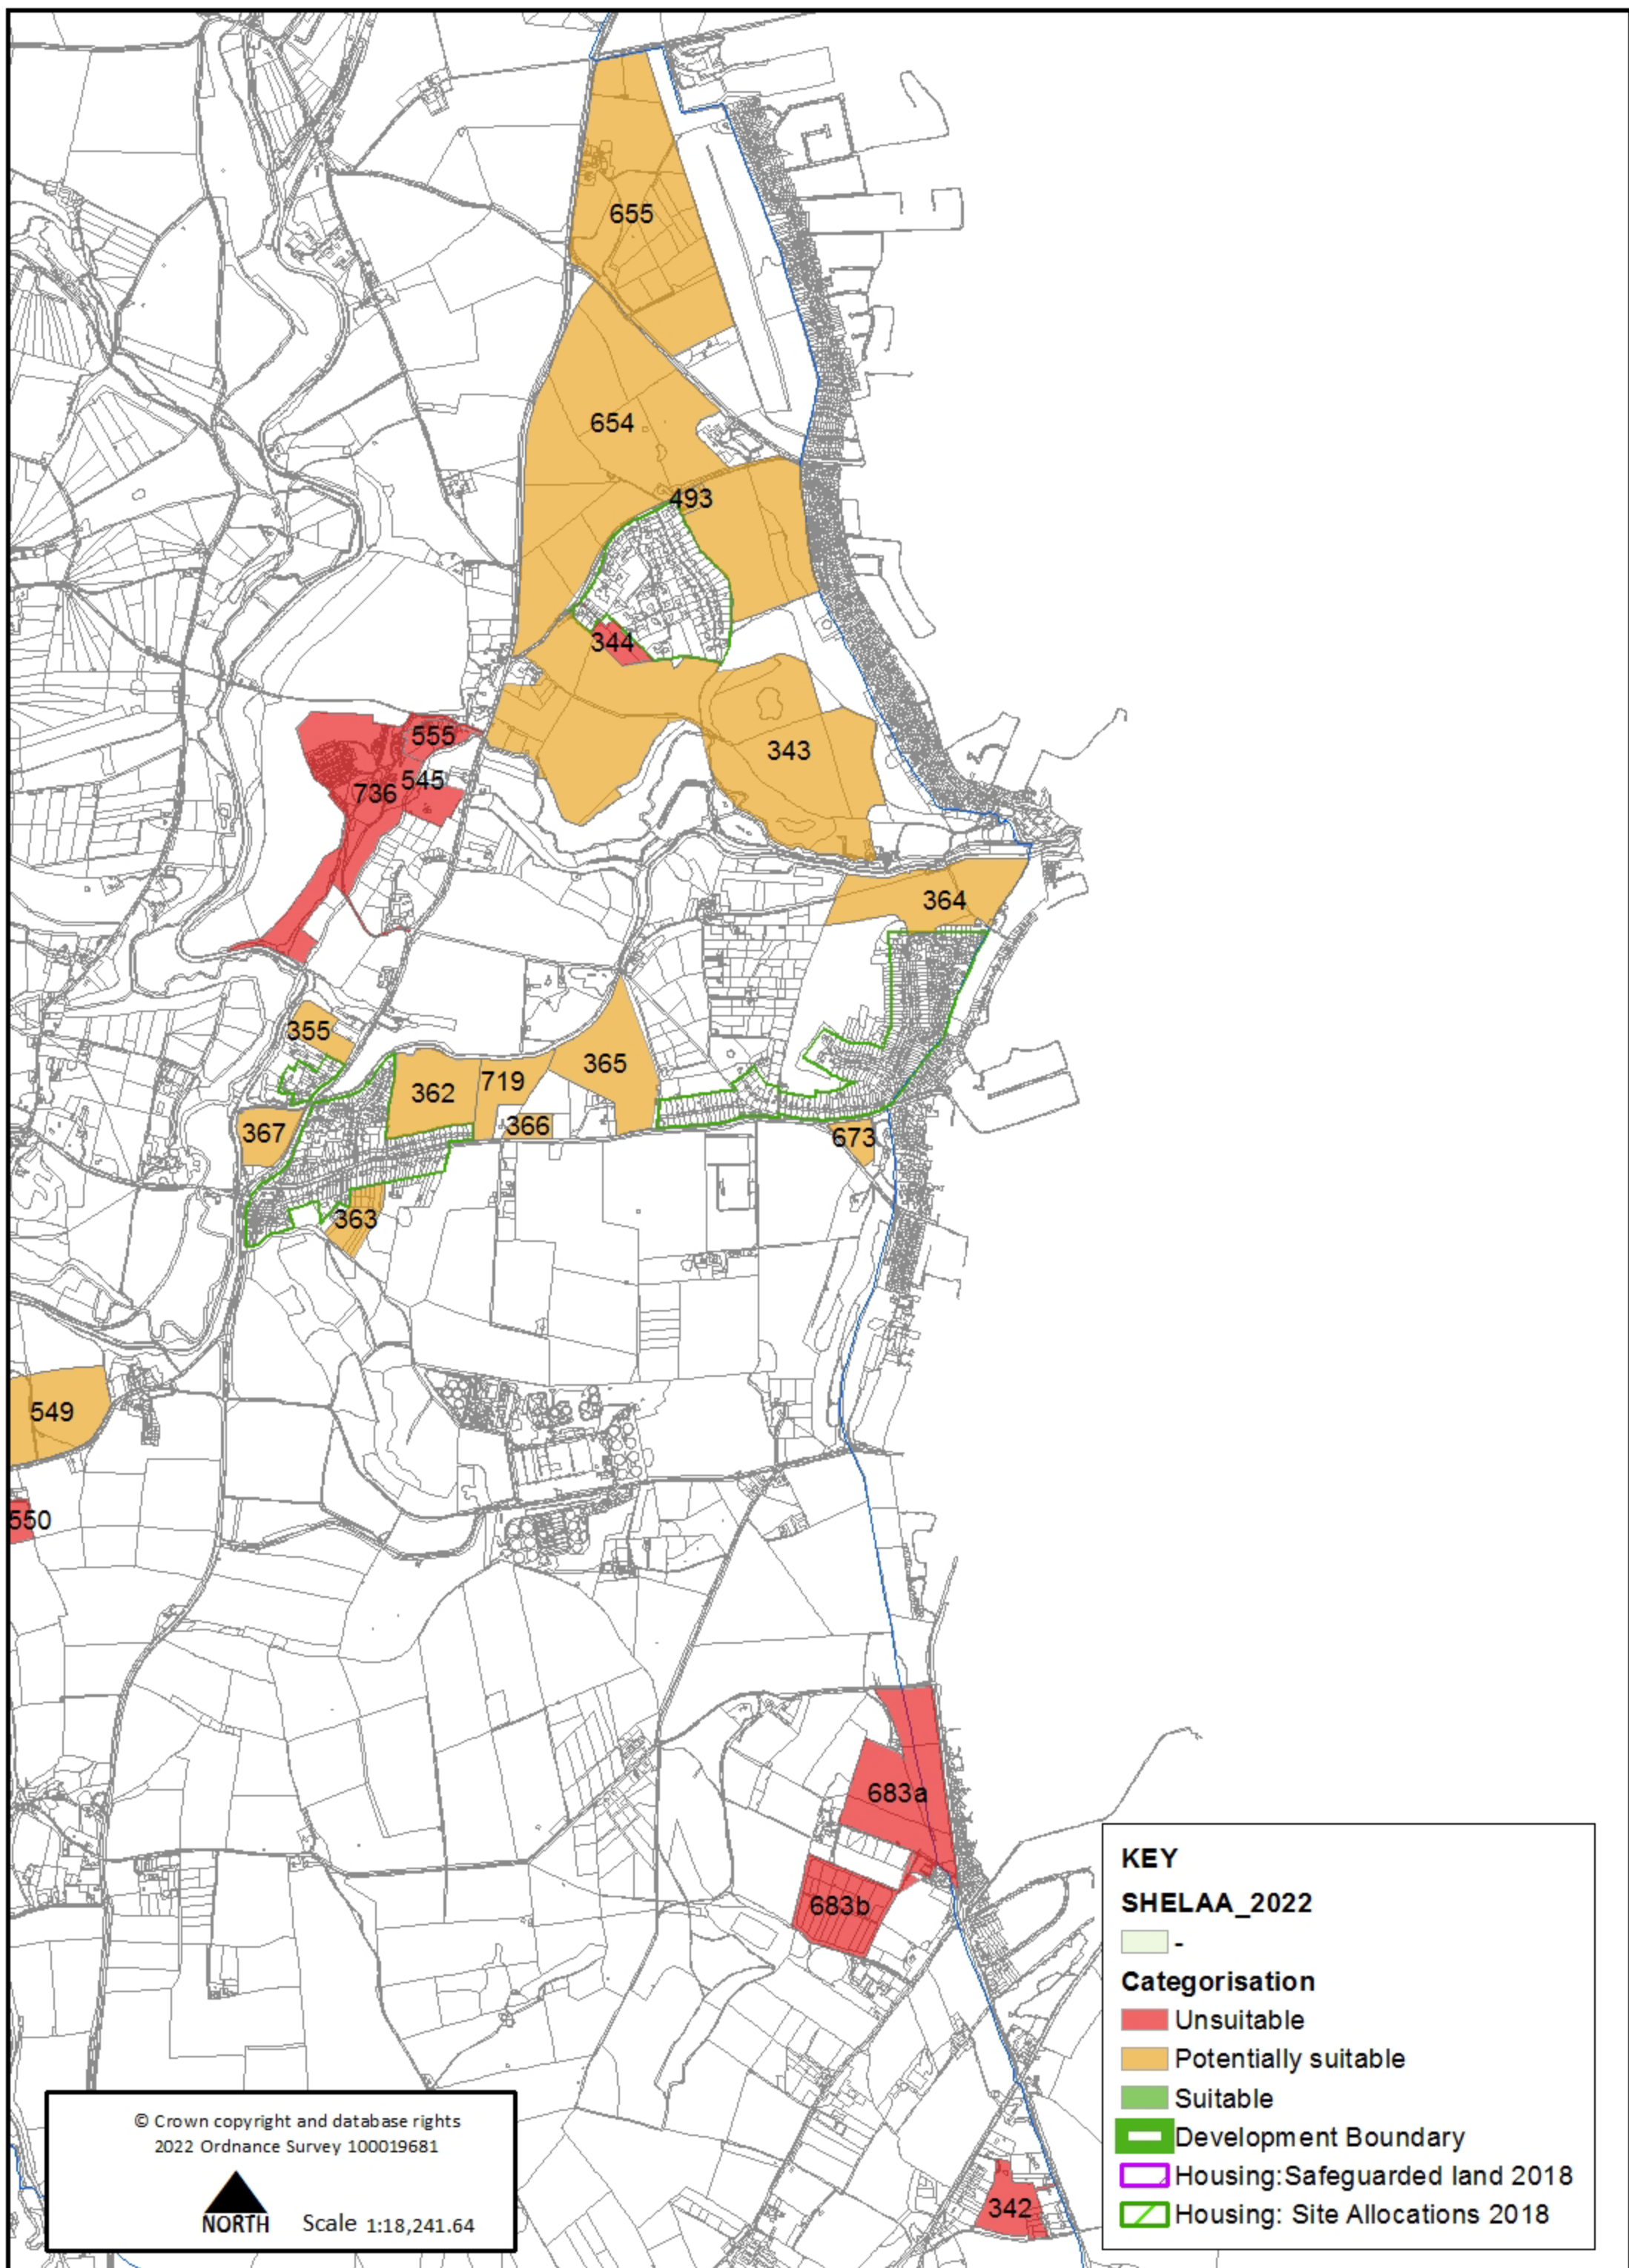 655
654
493
344
555
343
545
736
364
355
365
719
362
366
367
673
363
549
550
683a
683b
342
KEY
SHELAA_2022
-
Categorisation
Unsuitable
Potentially suitable
Suitable
Development Boundary
Housing:Safeguarded land 2018
Housing: Site Allocations 2018
© Crown copyright and database rights
2022 Ordnance Survey 100019681
NORTH Scale 1:18,241.64